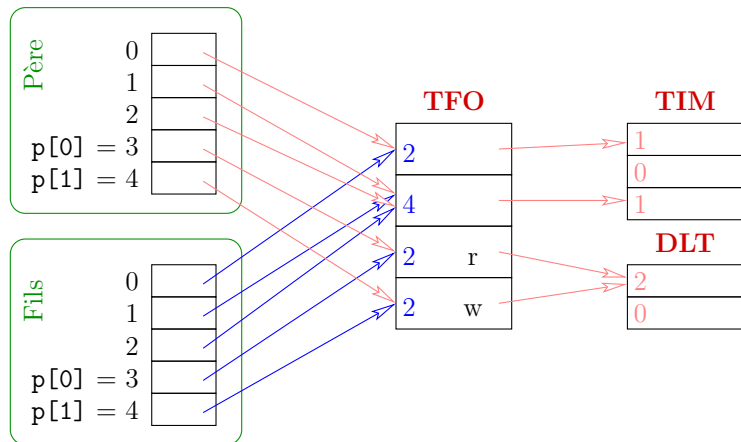 Père
0
1
2
p[0] = 3
p[1] = 4
Fils
0
1
2
p[0] = 3
p[1] = 4
TFO
2
4
2 r
2 w
TIM
1
0
1
DLT
2
0